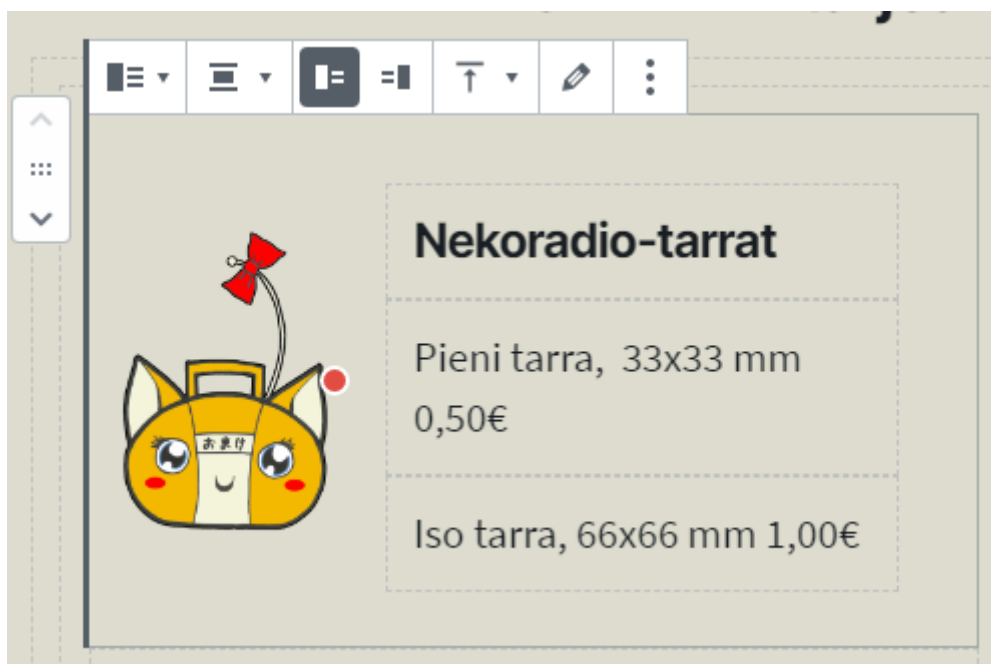 Nekoradio-tarrat
おまけ
Pieni tarra,  33x33 mm
0,50€
Iso tarra, 66x66 mm 1,00€